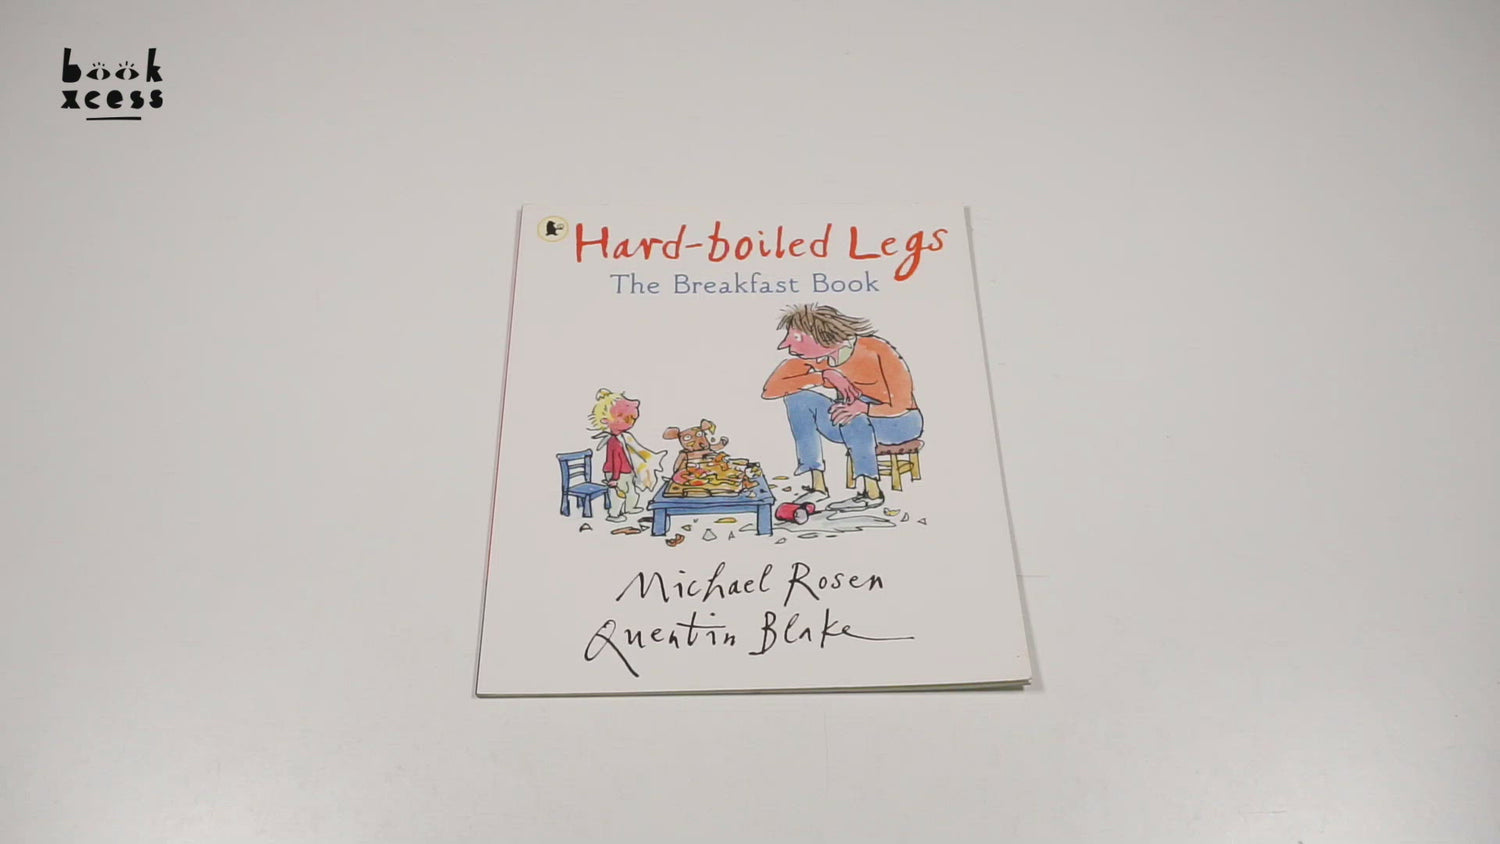 book
xcess
Hard-boiled Legs
The Breakfast Book
Michael Rosen
Quentin Blake